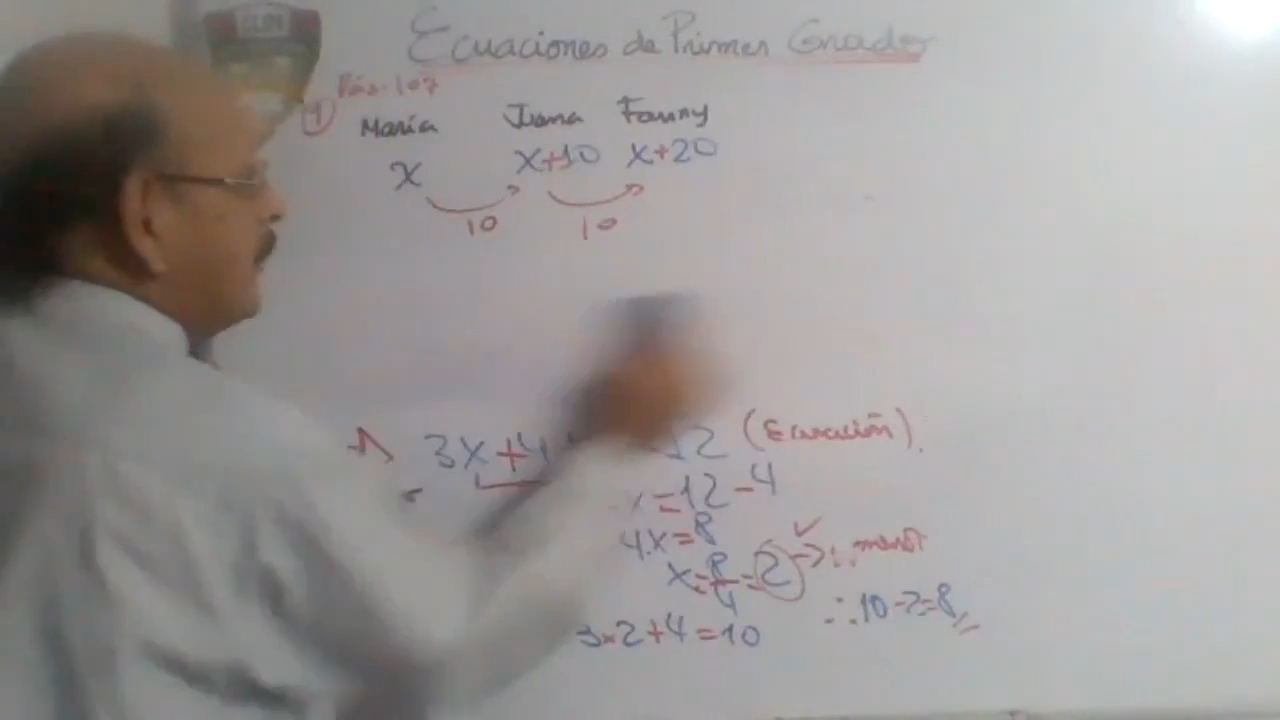 Ecuaciones de Primer Grado
Pág. 107
1 María Juana Fanny
x x+10 x+20
10 10
3x+4 12 (Ecuación).
=12-4
4x=8
x=8/4=2 → ∴ menor
3x2+4=10 ∴10-2=8